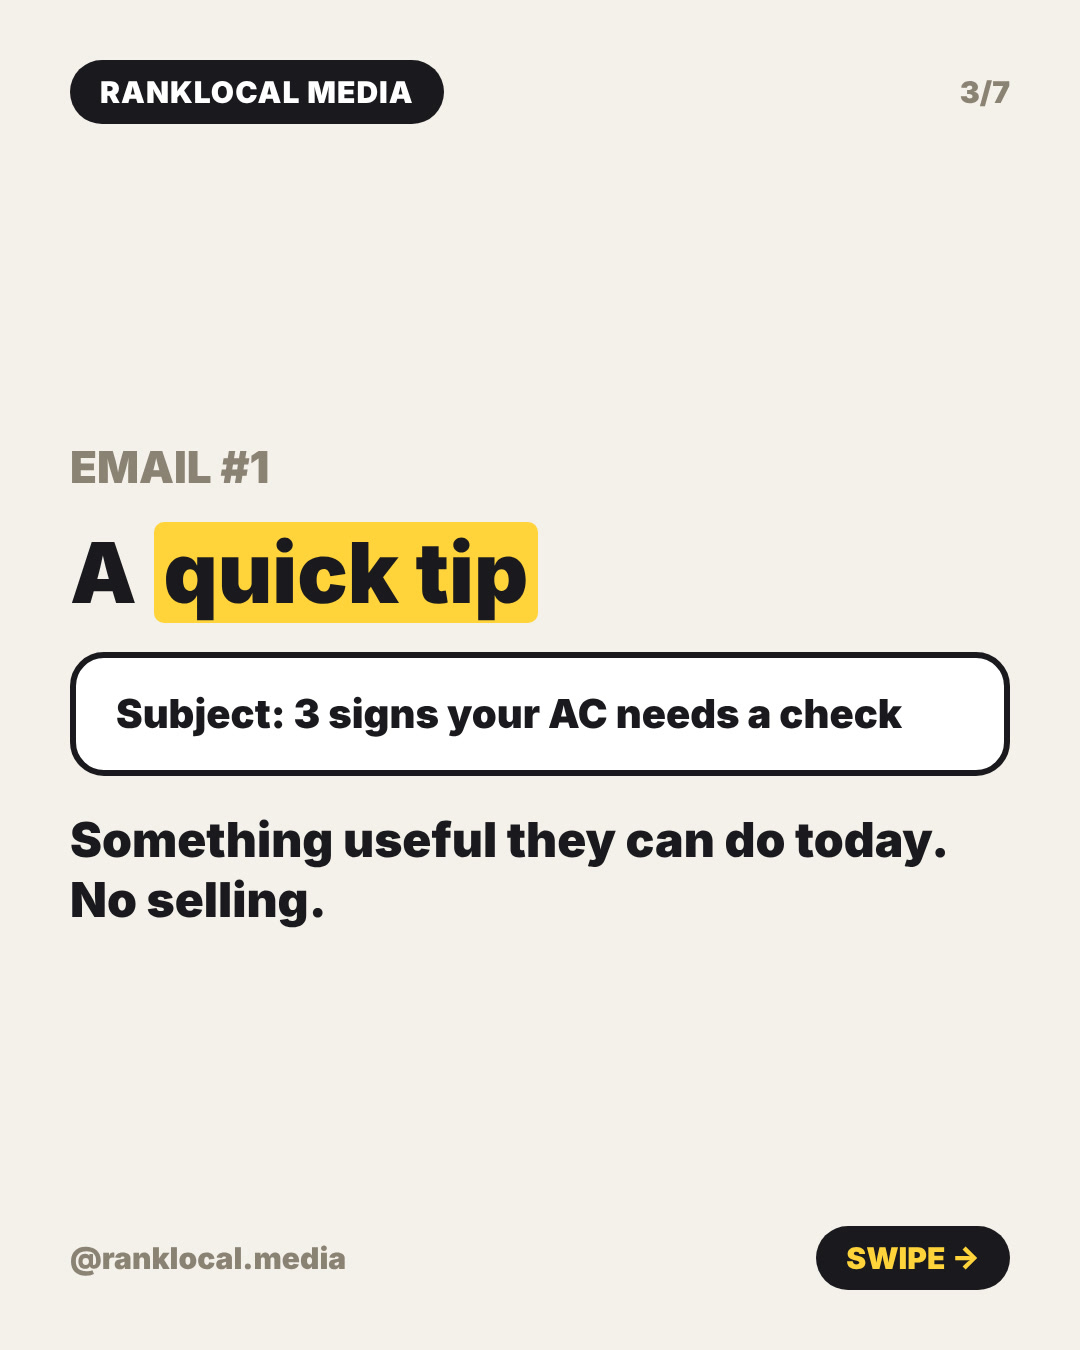 RANKLOCAL MEDIA
3/7
EMAIL #1
A quick tip
Subject: 3 signs your AC needs a check
Something useful they can do today.
No selling.
@ranklocal.media
SWIPE →